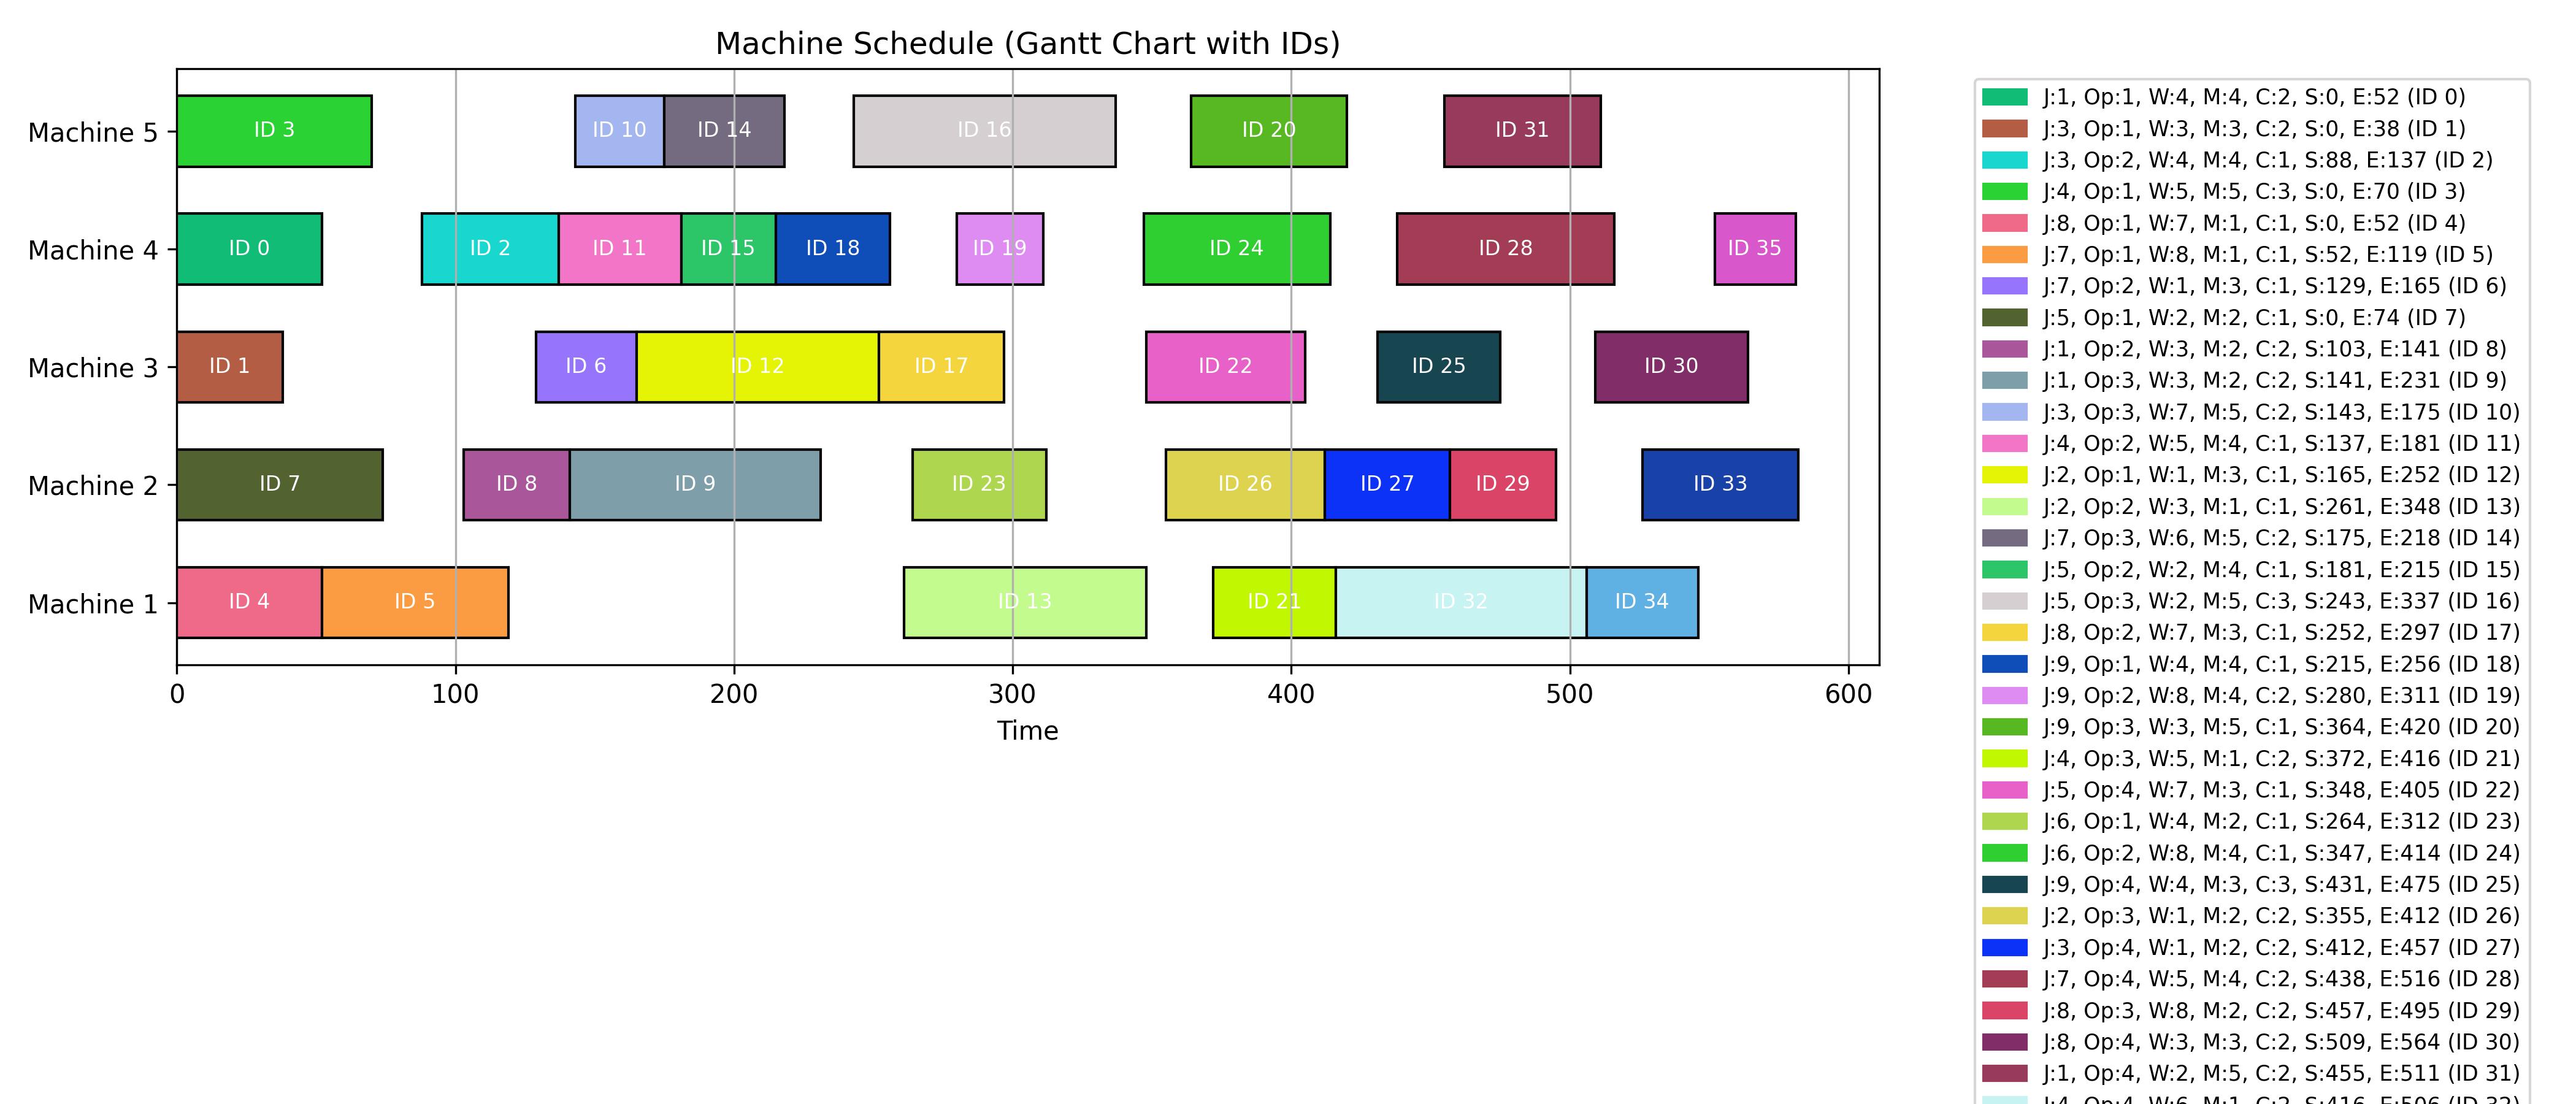 Machine Schedule (Gantt Chart with IDs)
Machine 5
ID 3
ID 10
ID 14
ID 16
ID 20
ID 31
Machine 4
ID 0
ID 2
ID 11
ID 15
ID 18
ID 19
ID 24
ID 28
ID 35
Machine 3
ID 1
ID 6
ID 12
ID 17
ID 22
ID 25
ID 30
Machine 2
ID 7
ID 8
ID 9
ID 23
ID 26
ID 27
ID 29
ID 33
Machine 1
ID 4
ID 5
ID 13
ID 21
ID 32
ID 34
0 100 200 300 400 500 600
Time
J:1, Op:1, W:4, M:4, C:2, S:0, E:52 (ID 0)
J:3, Op:1, W:3, M:3, C:2, S:0, E:38 (ID 1)
J:3, Op:2, W:4, M:4, C:1, S:88, E:137 (ID 2)
J:4, Op:1, W:5, M:5, C:3, S:0, E:70 (ID 3)
J:8, Op:1, W:7, M:1, C:1, S:0, E:52 (ID 4)
J:7, Op:1, W:8, M:1, C:1, S:52, E:119 (ID 5)
J:7, Op:2, W:1, M:3, C:1, S:129, E:165 (ID 6)
J:5, Op:1, W:2, M:2, C:1, S:0, E:74 (ID 7)
J:1, Op:2, W:3, M:2, C:2, S:103, E:141 (ID 8)
J:1, Op:3, W:3, M:2, C:2, S:141, E:231 (ID 9)
J:3, Op:3, W:7, M:5, C:2, S:143, E:175 (ID 10)
J:4, Op:2, W:5, M:4, C:1, S:137, E:181 (ID 11)
J:2, Op:1, W:1, M:3, C:1, S:165, E:252 (ID 12)
J:2, Op:2, W:3, M:1, C:1, S:261, E:348 (ID 13)
J:7, Op:3, W:6, M:5, C:2, S:175, E:218 (ID 14)
J:5, Op:2, W:2, M:4, C:1, S:181, E:215 (ID 15)
J:5, Op:3, W:2, M:5, C:3, S:243, E:337 (ID 16)
J:8, Op:2, W:7, M:3, C:1, S:252, E:297 (ID 17)
J:9, Op:1, W:4, M:4, C:1, S:215, E:256 (ID 18)
J:9, Op:2, W:8, M:4, C:2, S:280, E:311 (ID 19)
J:9, Op:3, W:3, M:5, C:1, S:364, E:420 (ID 20)
J:4, Op:3, W:5, M:1, C:2, S:372, E:416 (ID 21)
J:5, Op:4, W:7, M:3, C:1, S:348, E:405 (ID 22)
J:6, Op:1, W:4, M:2, C:1, S:264, E:312 (ID 23)
J:6, Op:2, W:8, M:4, C:1, S:347, E:414 (ID 24)
J:9, Op:4, W:4, M:3, C:3, S:431, E:475 (ID 25)
J:2, Op:3, W:1, M:2, C:2, S:355, E:412 (ID 26)
J:3, Op:4, W:1, M:2, C:2, S:412, E:457 (ID 27)
J:7, Op:4, W:5, M:4, C:2, S:438, E:516 (ID 28)
J:8, Op:3, W:8, M:2, C:2, S:457, E:495 (ID 29)
J:8, Op:4, W:3, M:3, C:2, S:509, E:564 (ID 30)
J:1, Op:4, W:2, M:5, C:2, S:455, E:511 (ID 31)